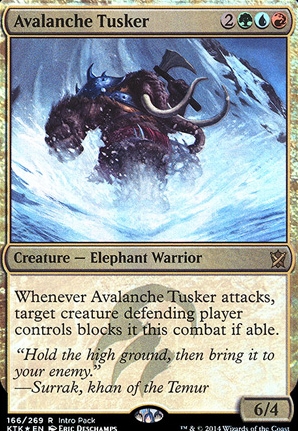 Avalanche Tusker 2
Creature — Elephant Warrior
Whenever Avalanche Tusker attacks,
target creature defending player
controls blocks it this combat if able.
“Hold the high ground, then bring it to
your enemy.”
—Surrak, khan of the Temur
6/4
166/269 R Intro Pack
KTK ★ EN Eric Deschamps
™ & © 2014 Wizards of the Coast